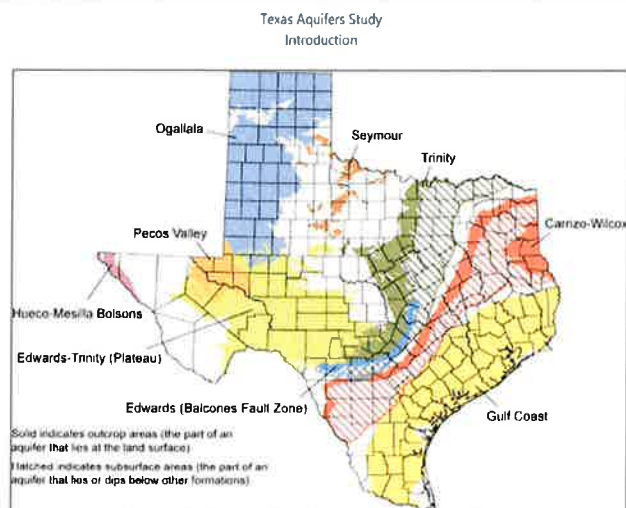 Texas Aquifers Study
Introduction
Ogallala
Seymour
Trinity
Pecos Valley
Carrizo-Wilcox
Hueco-Mesilla Bolsons
Edwards-Trinity (Plateau)
Edwards (Balcones Fault Zone)
Gulf Coast
Solid indicates outcrop areas (the part of an
aquifer that lies at the land surface)
Hatched indicates subsurface areas (the part of an
aquifer that lies or dips below other formations)